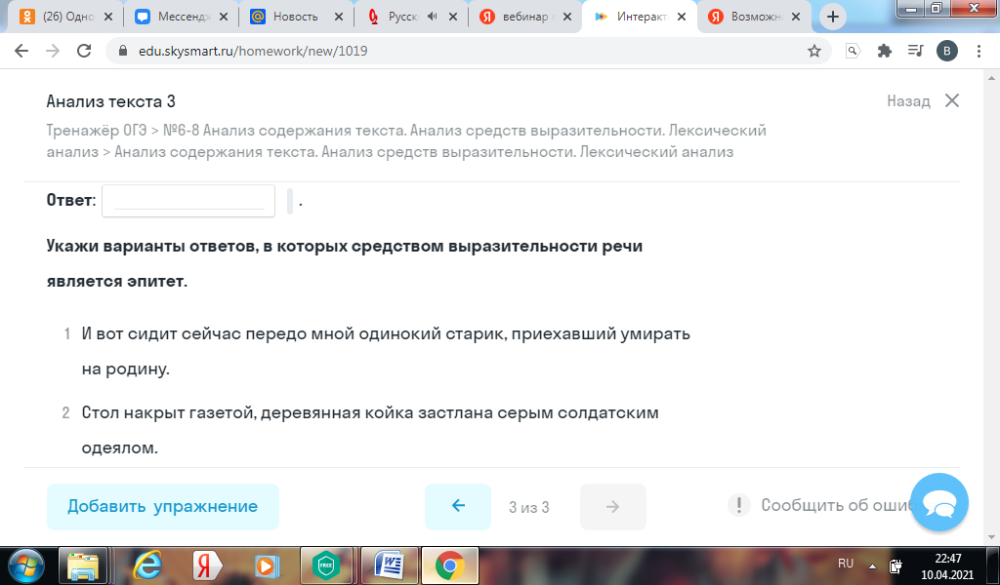 (26) Одно
Мессендж
Новость
Русск
вебинар
Интеракт
Возможн
edu.skysmart.ru/homework/new/1019
В
Анализ текста 3
Назад
Тренажёр ОГЭ > №6-8 Анализ содержания текста. Анализ средств выразительности. Лексический
анализ > Анализ содержания текста. Анализ средств выразительности. Лексический анализ
Ответ: .
Укажи варианты ответов, в которых средством выразительности речи
является эпитет.
1 И вот сидит сейчас передо мной одинокий старик, приехавший умирать
на родину.
2 Стол накрыт газетой, деревянная койка застлана серым солдатским
одеялом.
Добавить упражнение
3 из 3
Сообщить об ошиб
FREE
RU
22:47
10.04.2021